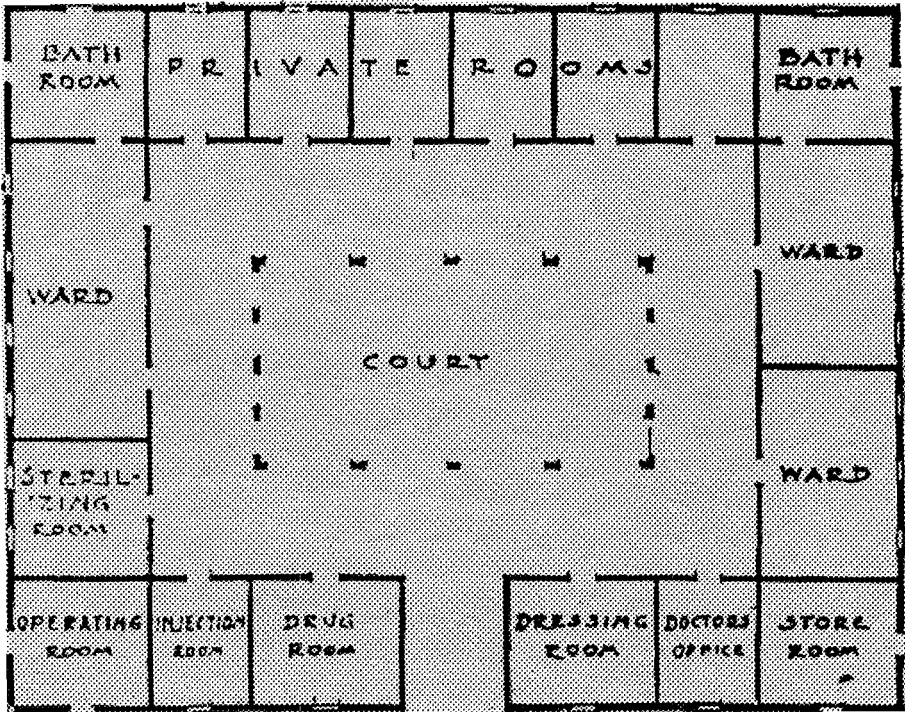 BATH
ROOM
PRIVATE ROOMS
BATH
ROOM
WARD
WARD
COURT
STERIL-
IZING
ROOM
WARD
OPERATING
ROOM
INJECTION
ROOM
DRUG
ROOM
DRESSING
ROOM
DOCTORS
OFFICE
STORE
ROOM